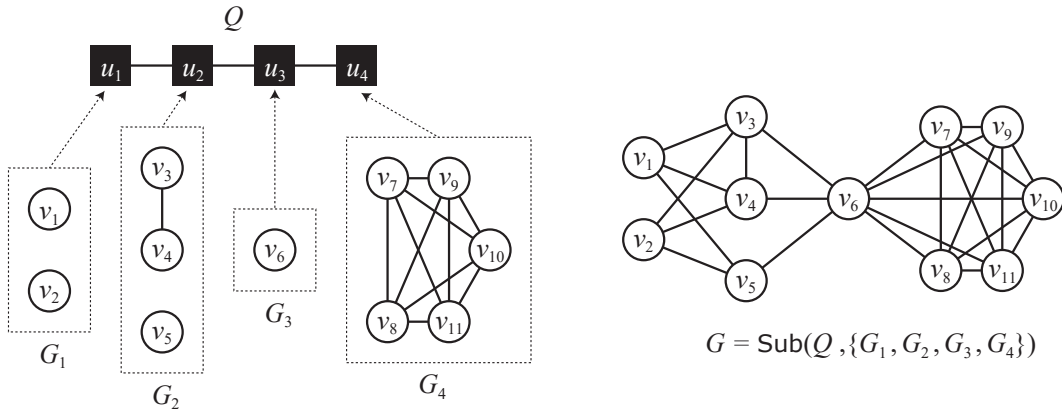 Q
u₁ u₂ u₃ u₄
v₁
v₂
G₁
v₃
v₄
v₅
G₂
v₆
G₃
v₇ v₉
v₁₀
v₈ v₁₁
G₄
v₃ v₇ v₉
v₁
v₄ v₆ v₁₀
v₂
v₅ v₈ v₁₁
G = Sub(Q ,{G₁, G₂, G₃, G₄})